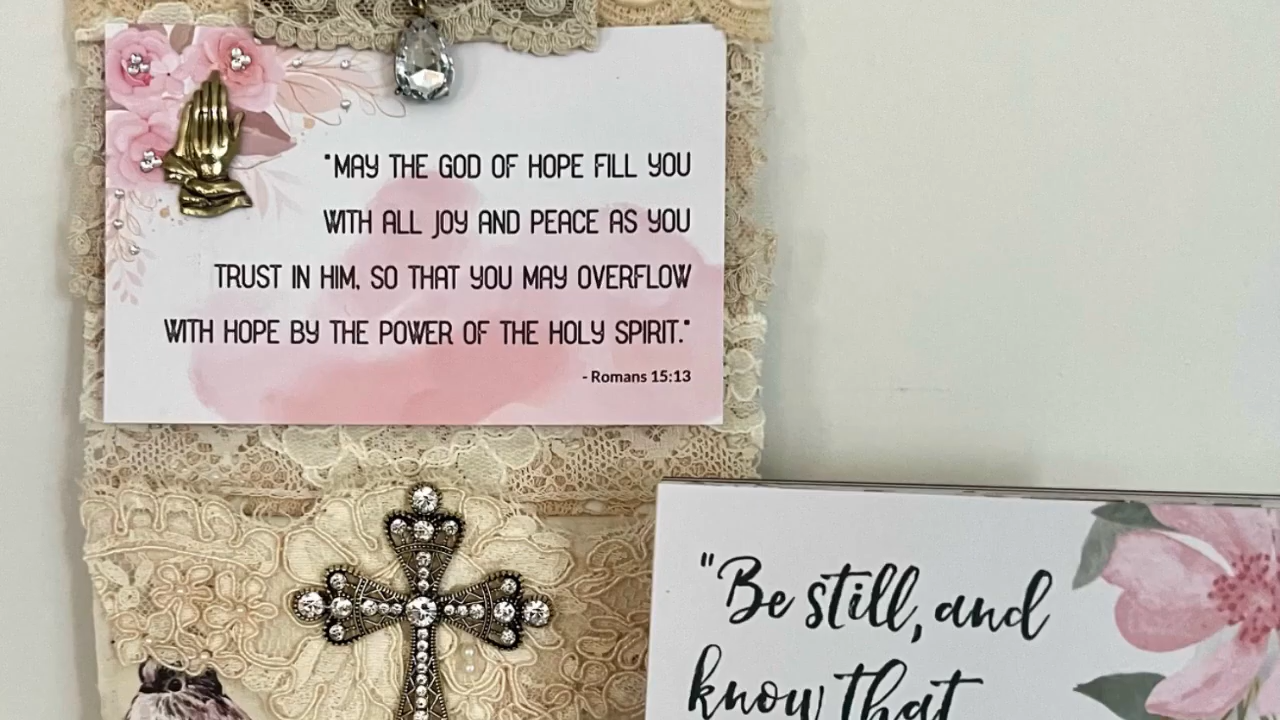 "MAY THE GOD OF HOPE FILL YOU
WITH ALL JOY AND PEACE AS YOU
TRUST IN HIM, SO THAT YOU MAY OVERFLOW
WITH HOPE BY THE POWER OF THE HOLY SPIRIT."
- Romans 15:13
"Be still, and
know that